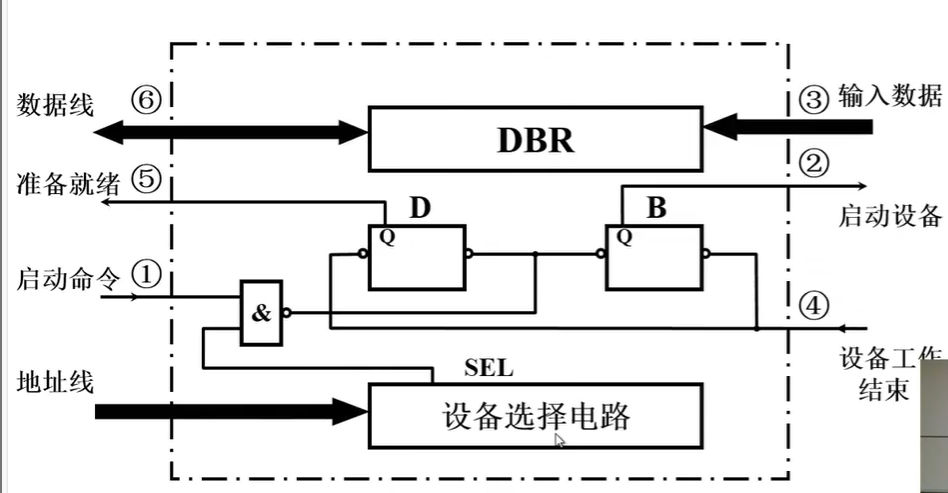 数据线 ⑥
③ 输入数据
DBR
准备就绪 ⑤
②
D
B
Q
Q
启动设备
启动命令 ①
&
④
SEL
设备工作
结束
地址线
设备选择电路